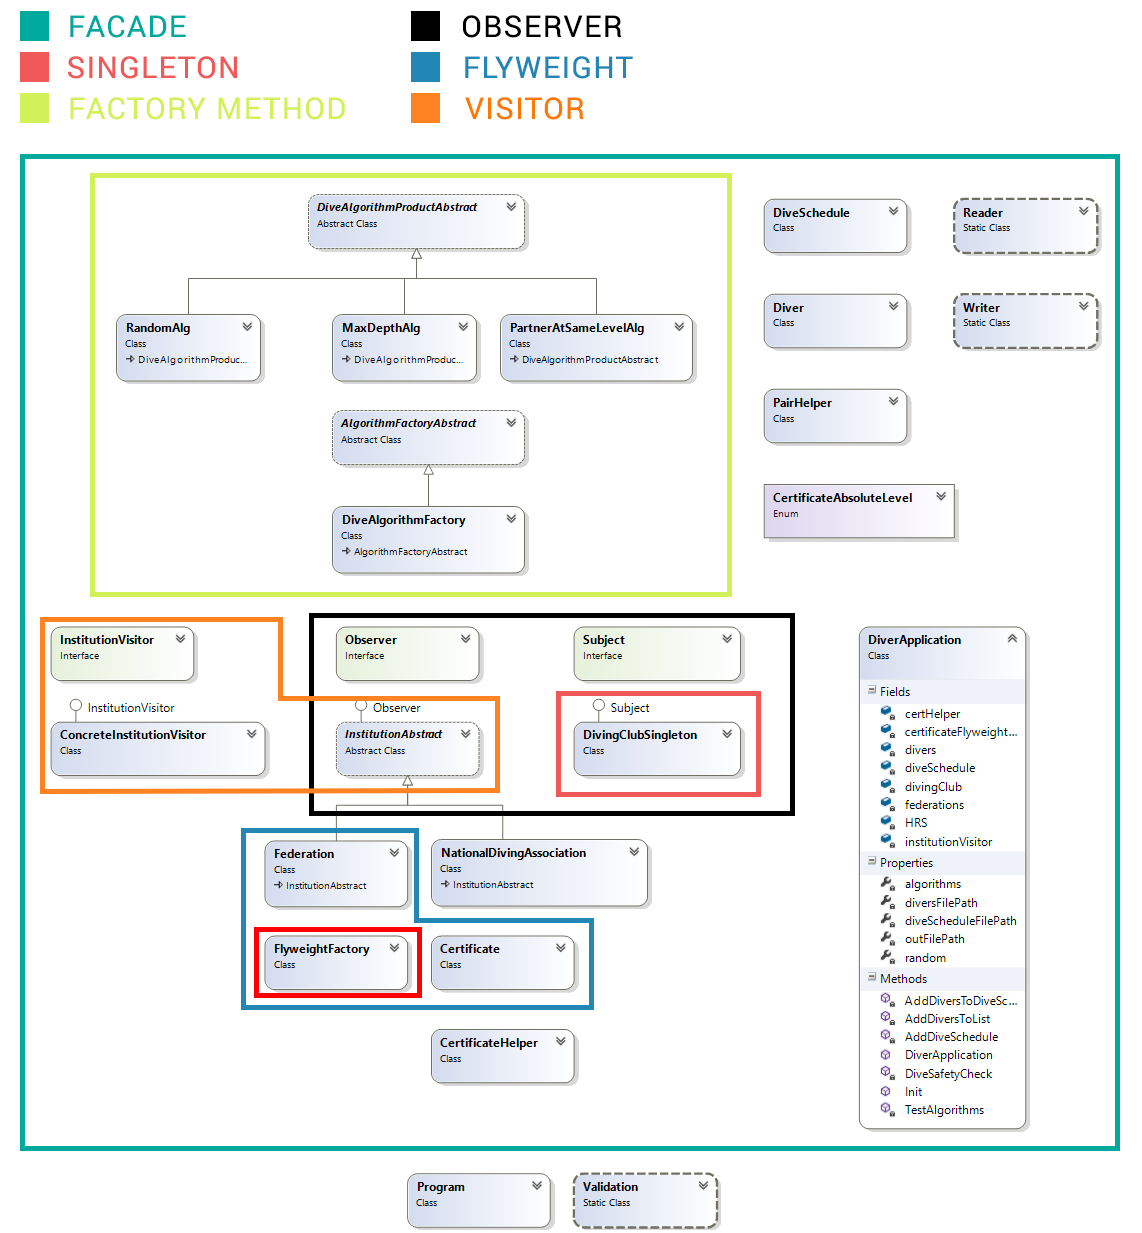 FACADE
SINGLETON
FACTORY METHOD
OBSERVER
FLYWEIGHT
VISITOR
DiveAlgorithmProductAbstract
Abstract Class
RandomAlg
Class
DiveAlgorithmProduc...
MaxDepthAlg
Class
DiveAlgorithmProduc...
PartnerAtSameLevelAlg
Class
DiveAlgorithmProductAbstract
AlgorithmFactoryAbstract
Abstract Class
DiveAlgorithmFactory
Class
AlgorithmFactoryAbstract
DiveSchedule
Class
Reader
Static Class
Diver
Class
Writer
Static Class
PairHelper
Class
CertificateAbsoluteLevel
Enum
InstitutionVisitor
Interface
InstitutionVisitor
ConcreteInstitutionVisitor
Class
Observer
Interface
Observer
InstitutionAbstract
Abstract Class
Subject
Interface
Subject
DivingClubSingleton
Class
Federation
Class
InstitutionAbstract
NationalDivingAssociation
Class
InstitutionAbstract
FlyweightFactory
Class
Certificate
Class
CertificateHelper
Class
DiverApplication
Class
Fields
certHelper
certificateFlyweight...
divers
diveSchedule
divingClub
federations
HRS
institutionVisitor
Properties
algorithms
diversFilePath
diveScheduleFilePath
outFilePath
random
Methods
AddDiversToDiveSc...
AddDiversToList
AddDiveSchedule
DiverApplication
DiveSafetyCheck
Init
TestAlgorithms
Program
Class
Validation
Static Class